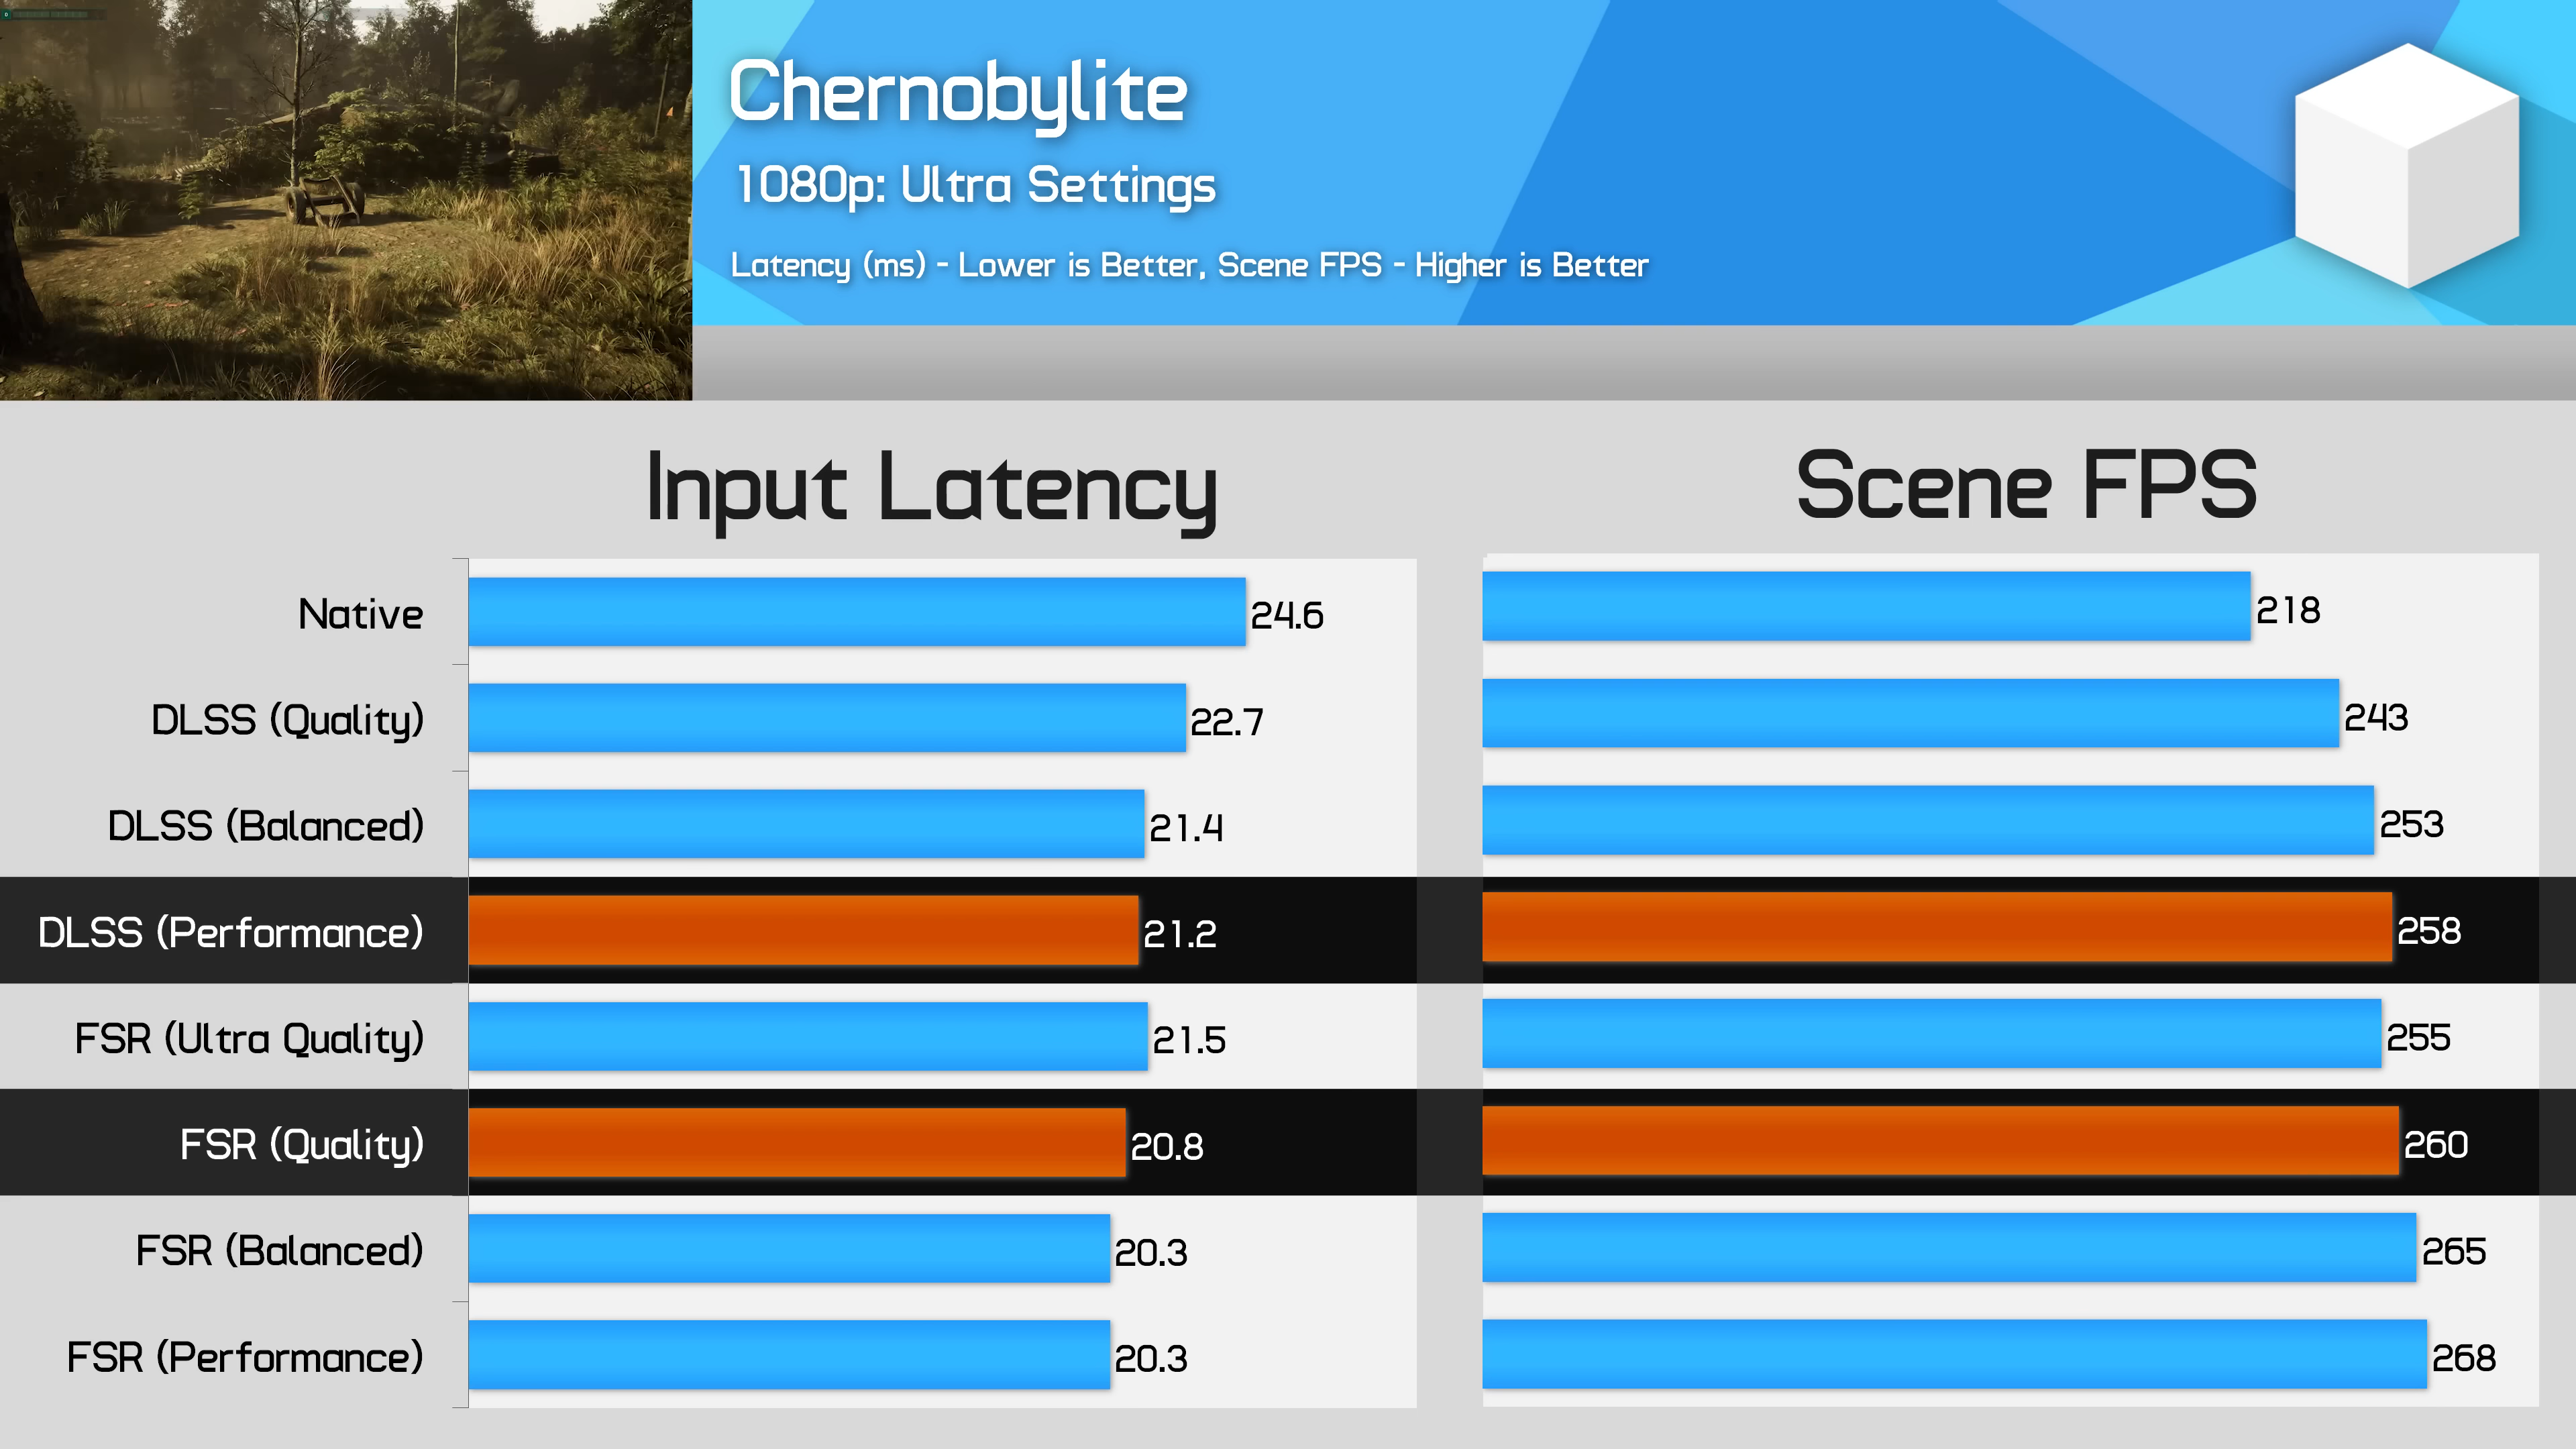 Chernobylite
1080p: Ultra Settings
Latency (ms) - Lower is Better, Scene FPS - Higher is Better
Input Latency
Scene FPS
Native 24.6 218
DLSS (Quality) 22.7 243
DLSS (Balanced) 21.4 253
DLSS (Performance) 21.2 258
FSR (Ultra Quality) 21.5 255
FSR (Quality) 20.8 260
FSR (Balanced) 20.3 265
FSR (Performance) 20.3 268